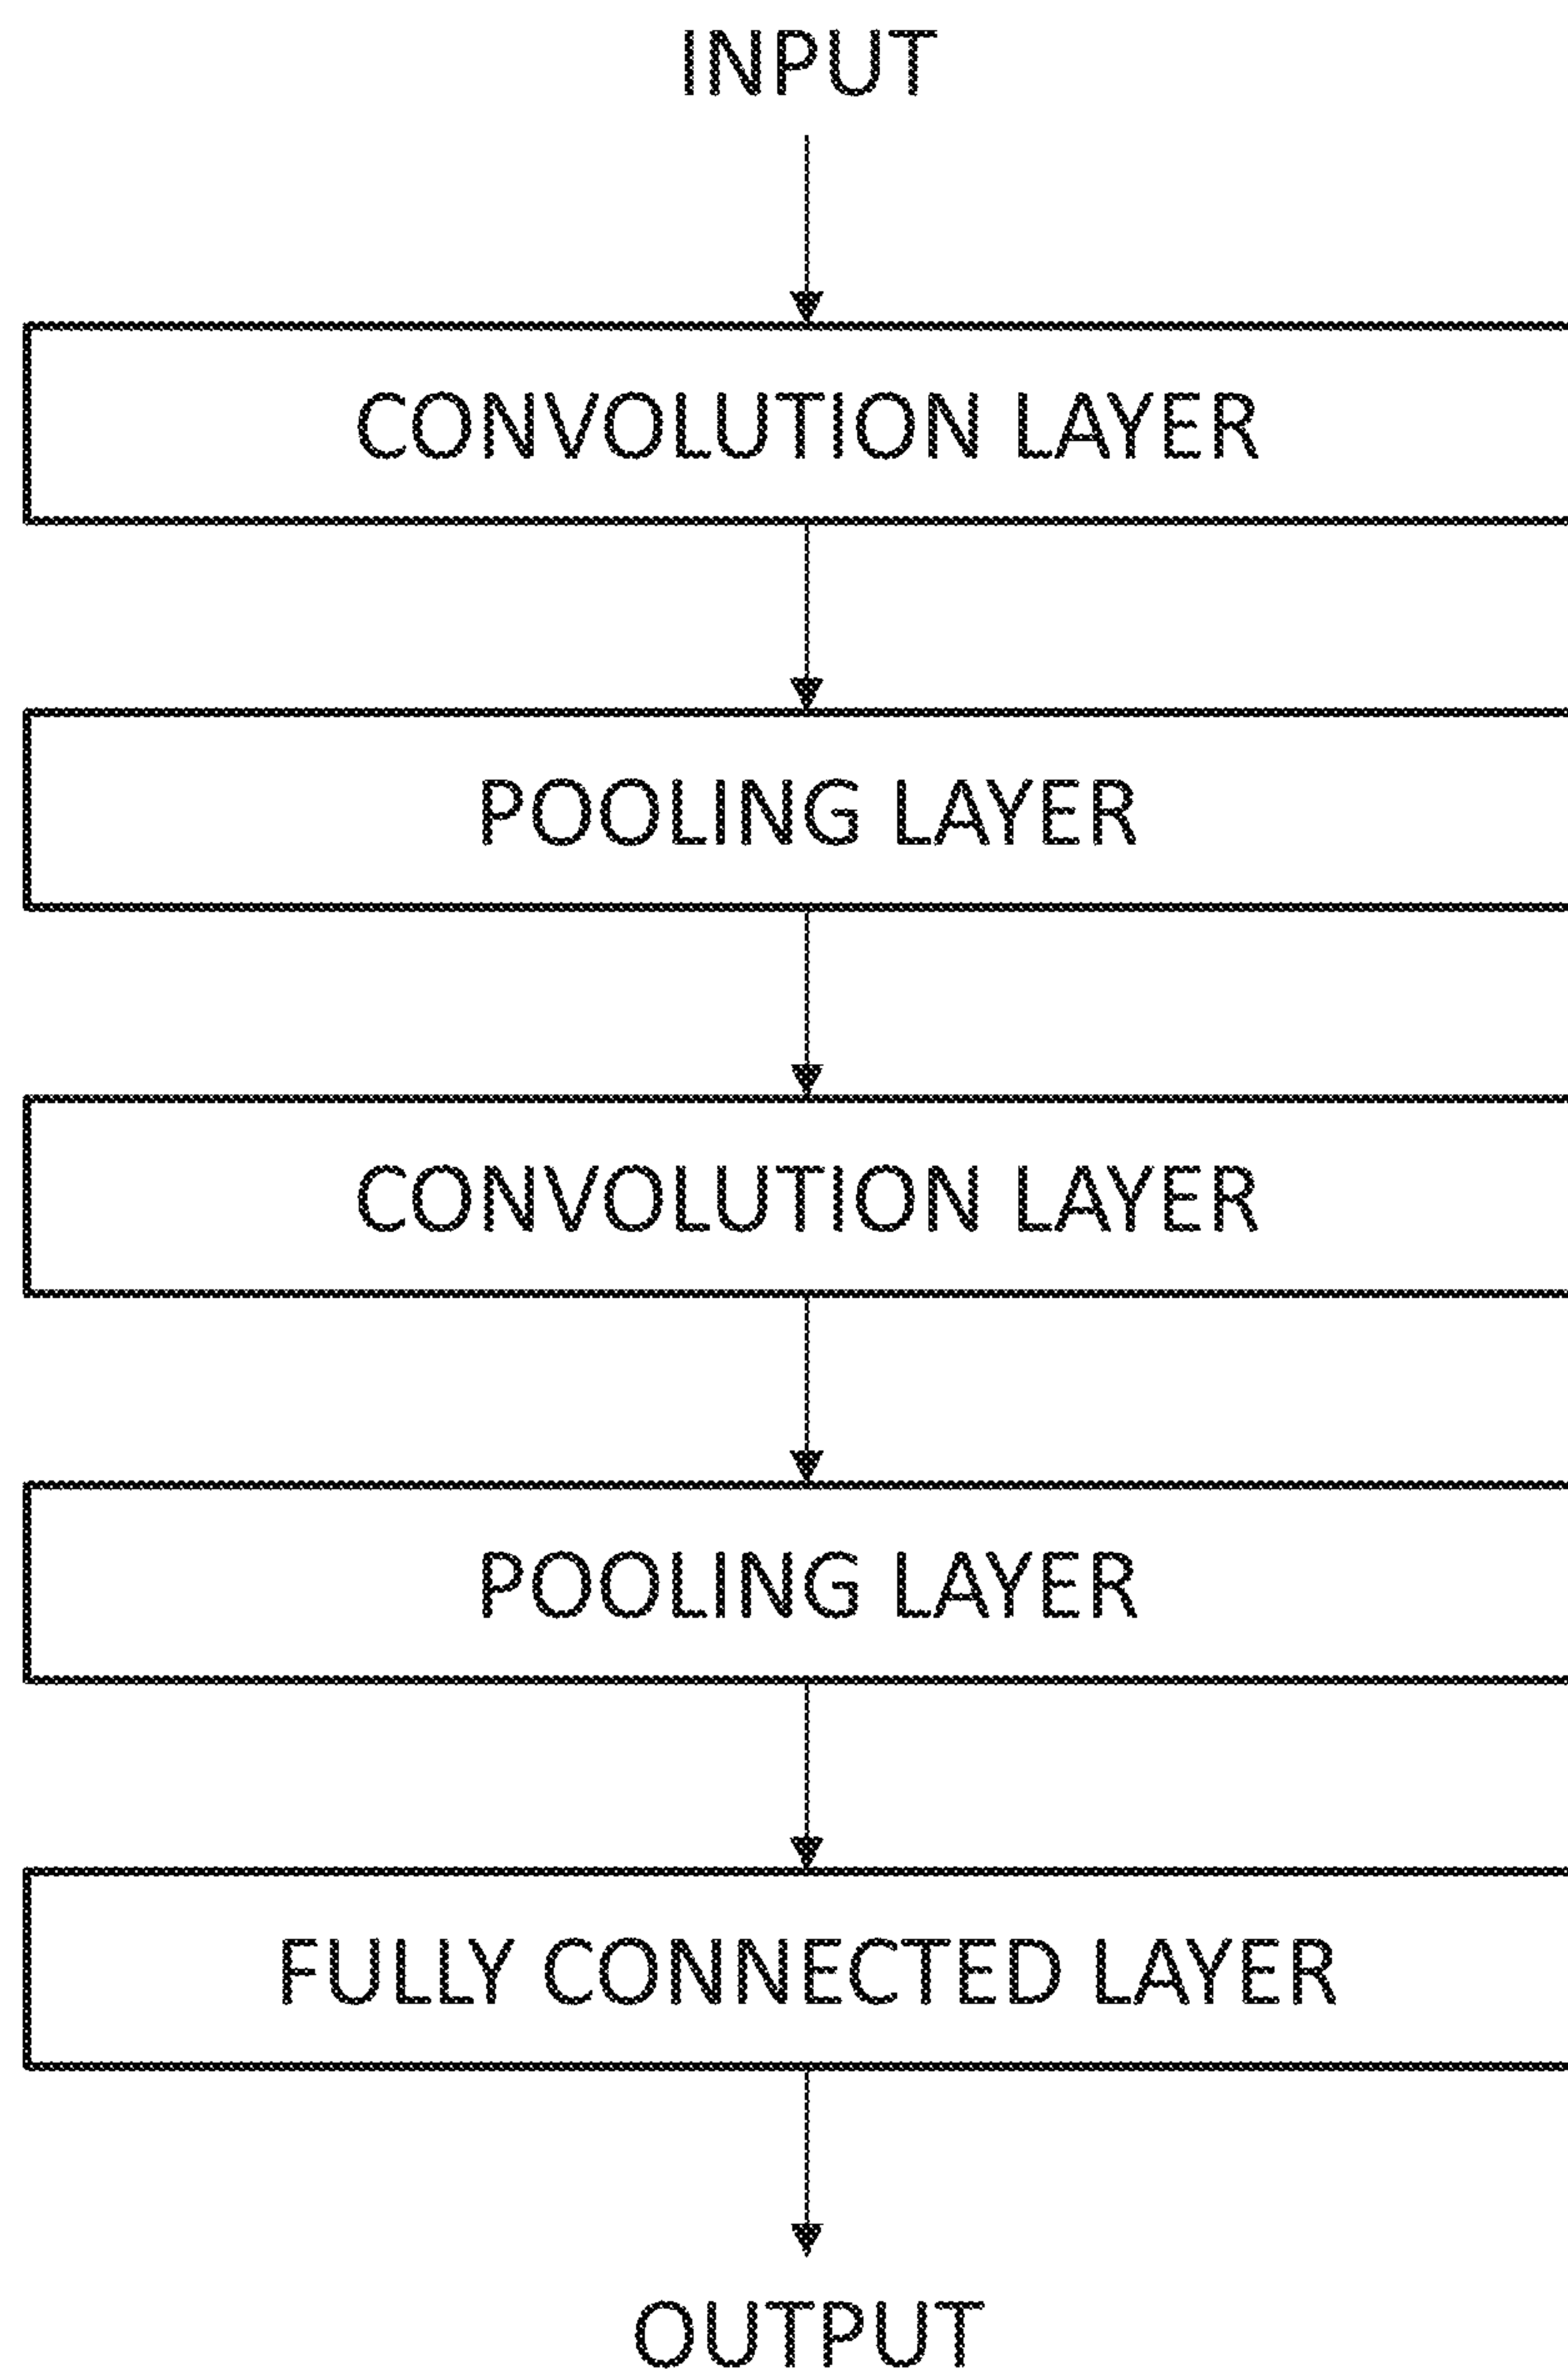 INPUT
CONVOLUTION LAYER
POOLING LAYER
CONVOLUTION LAYER
POOLING LAYER
FULLY CONNECTED LAYER
OUTPUT